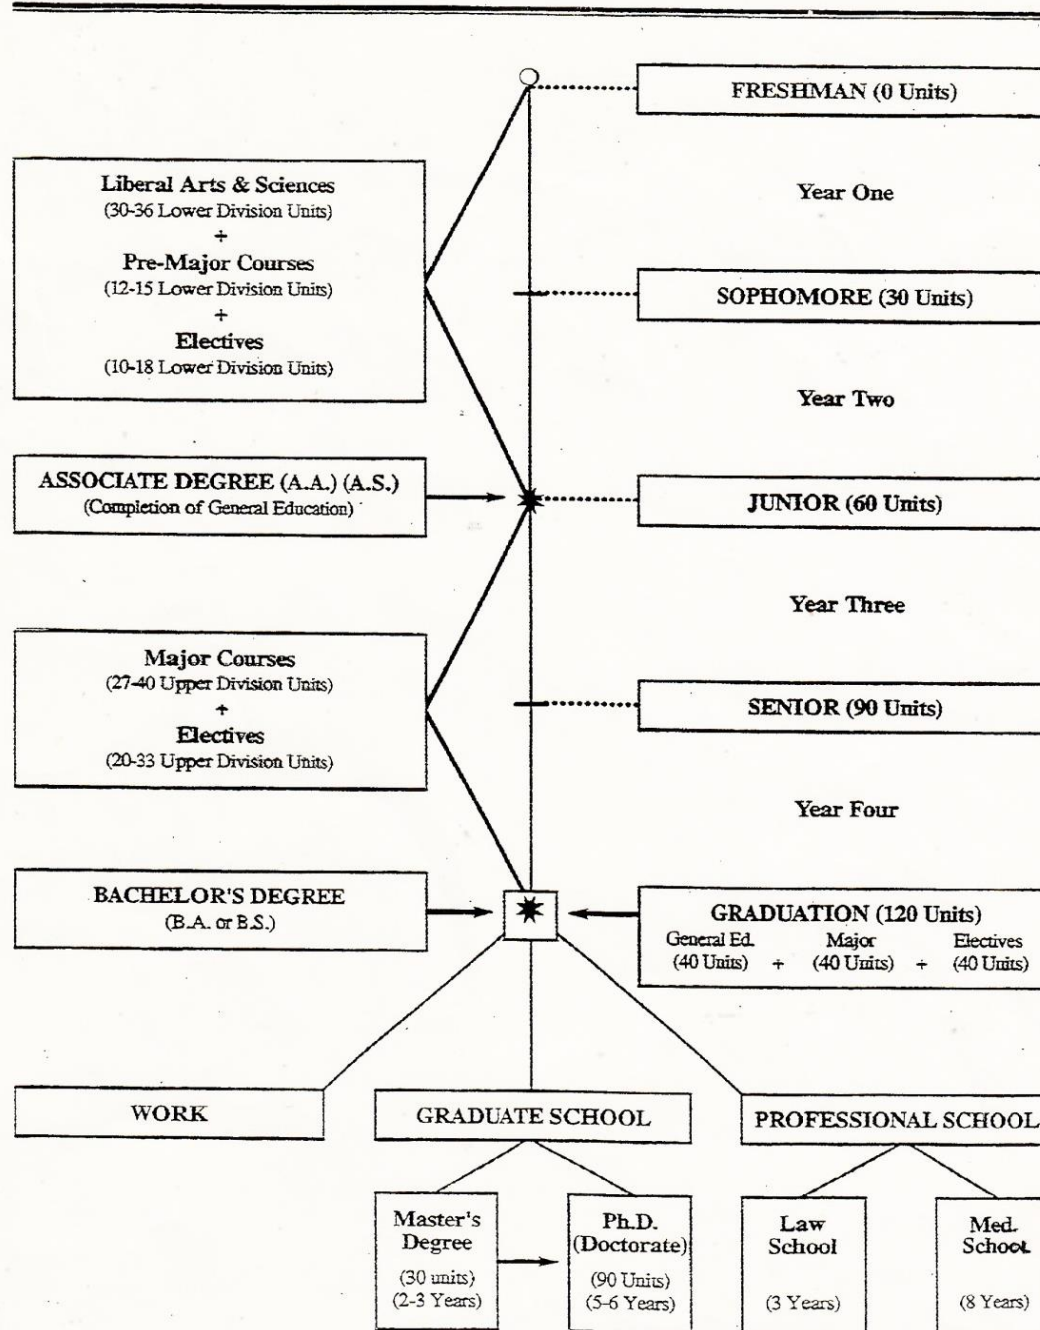 FRESHMAN (0 Units)
Liberal Arts & Sciences
(30-36 Lower Division Units)
+
Pre-Major Courses
(12-15 Lower Division Units)
+
Electives
(10-18 Lower Division Units)
Year One
SOPHOMORE (30 Units)
Year Two
ASSOCIATE DEGREE (A.A.) (A.S.)
(Completion of General Education)
JUNIOR (60 Units)
Year Three
Major Courses
(27-40 Upper Division Units)
+
Electives
(20-33 Upper Division Units)
SENIOR (90 Units)
Year Four
BACHELOR'S DEGREE
(B.A. or B.S.)
GRADUATION (120 Units)
General Ed. Major Electives
(40 Units) + (40 Units) + (40 Units)
WORK
GRADUATE SCHOOL
PROFESSIONAL SCHOOL
Master's
Degree
(30 units)
(2-3 Years)
Ph.D.
(Doctorate)
(90 Units)
(5-6 Years)
Law
School
(3 Years)
Med.
School
(8 Years)